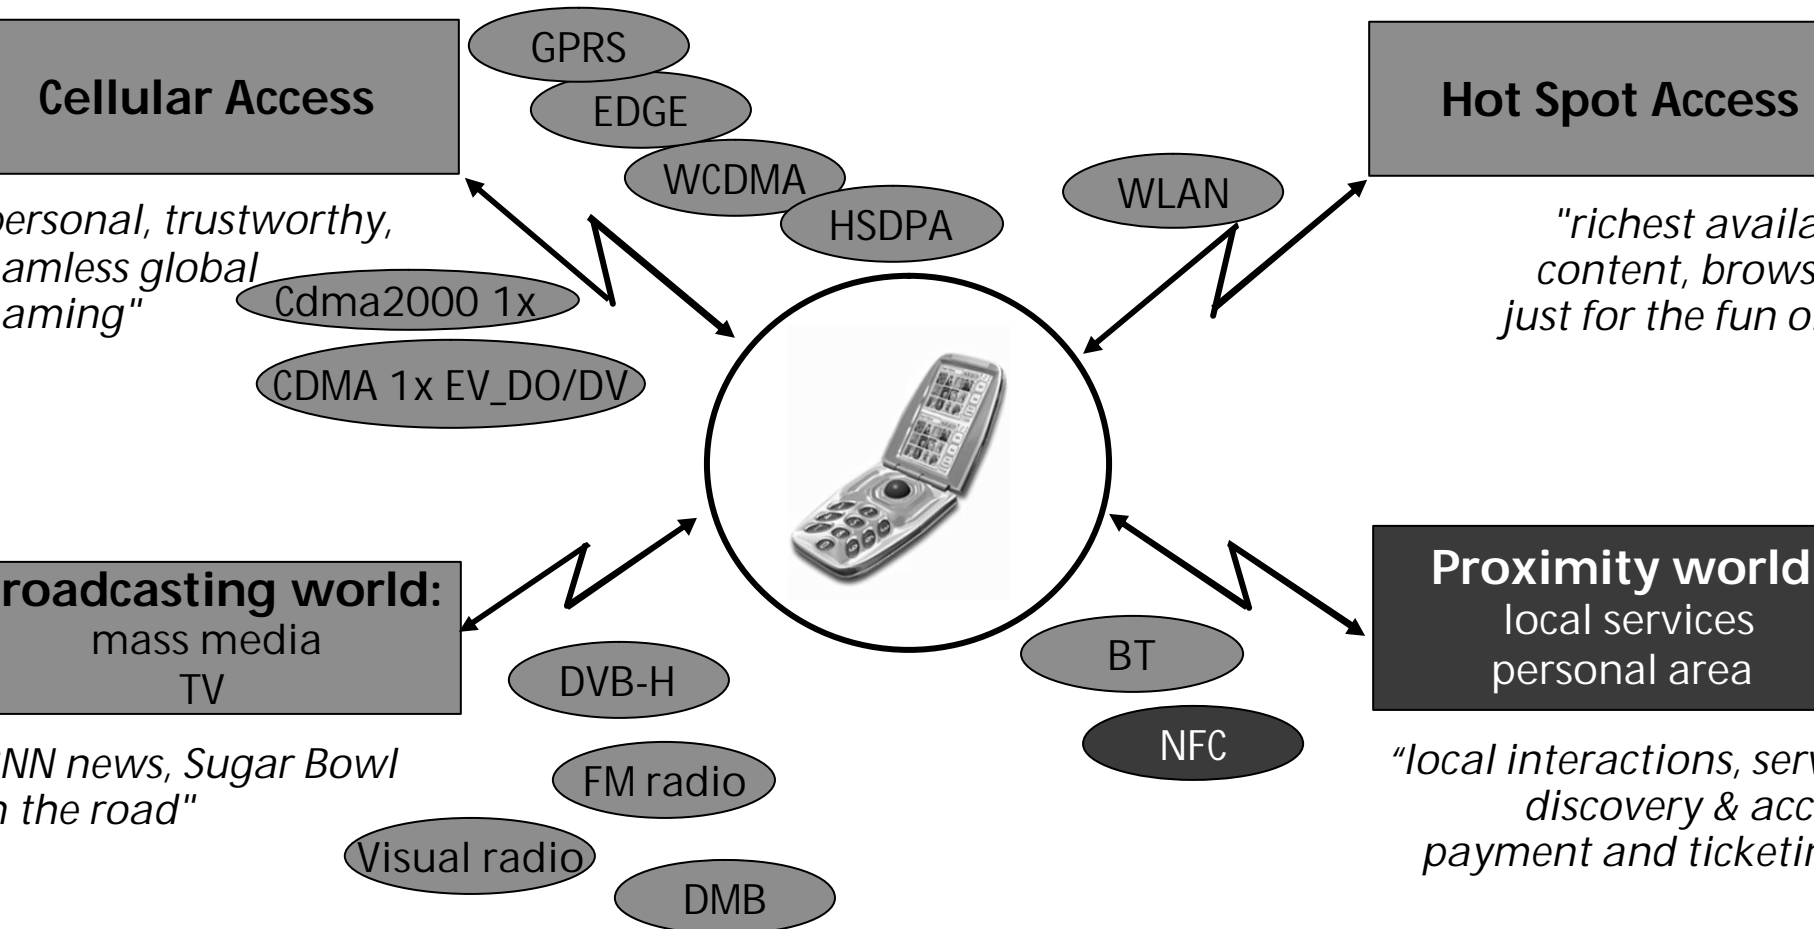 Cellular Access
GPRS
EDGE
WCDMA
HSDPA
personal, trustworthy,
amless global
aming"
Cdma2000 1x
CDMA 1x EV_DO/DV
Hot Spot Access
WLAN
"richest availa
content, brows
just for the fun o
roadcasting world:
mass media
TV
NN news, Sugar Bowl
n the road"
DVB-H
FM radio
Visual radio
DMB
Proximity world
local services
personal area
BT
NFC
“local interactions, serv
discovery & acc
payment and ticketin